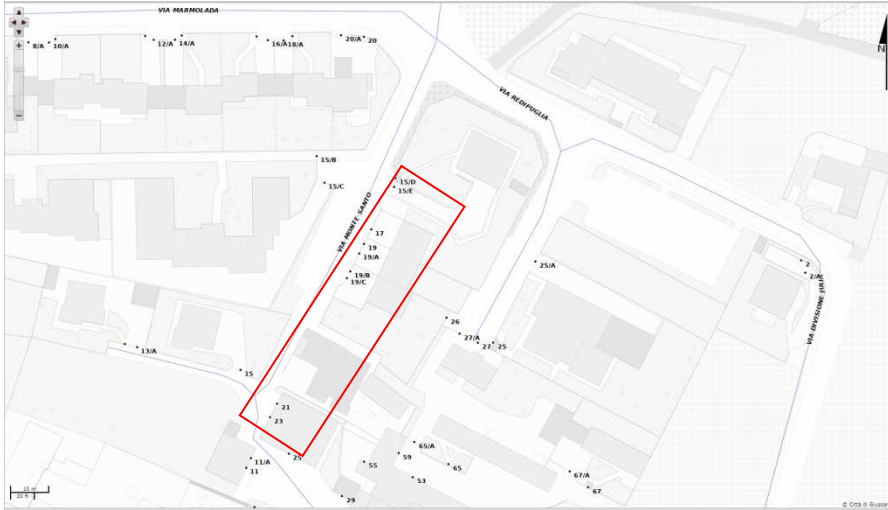 VIA MARMOLADA
8/A
10/A
12/A
14/A
16/A
18/A
20/A
20
N
VIA REDIPUGLIA
15/B
15/C
15/D
15/E
VIA MONTE SANTO
17
19
19/A
19/B
19/C
25/A
2
2/A
VIA DIVISIONE JULIA
26
27/A
27
25
13/A
15
21
23
25
11/A
11
65/A
59
55
65
53
67/A
67
29
10 m
20 ft
© Città di Giussano